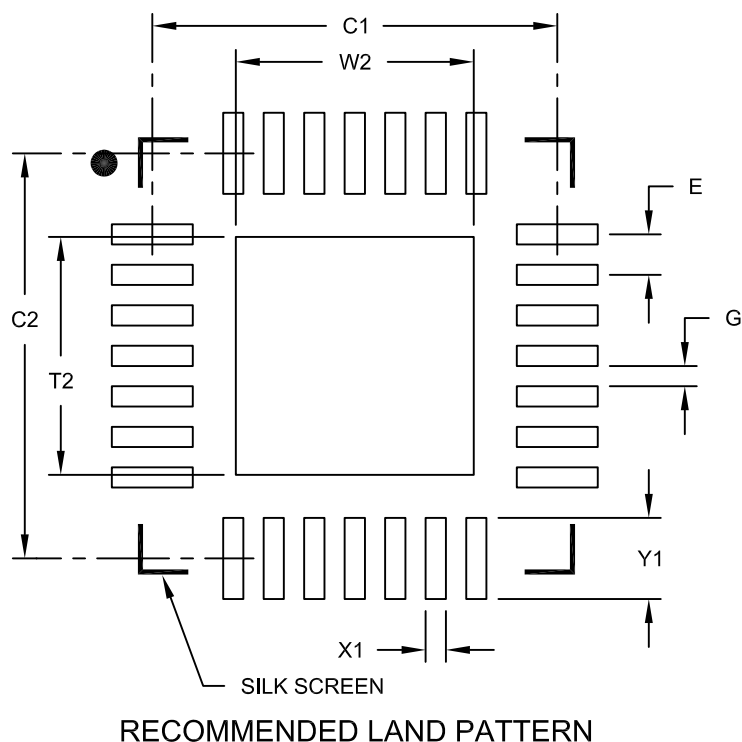 C1
W2
E
C2
G
T2
Y1
X1
SILK SCREEN
RECOMMENDED LAND PATTERN